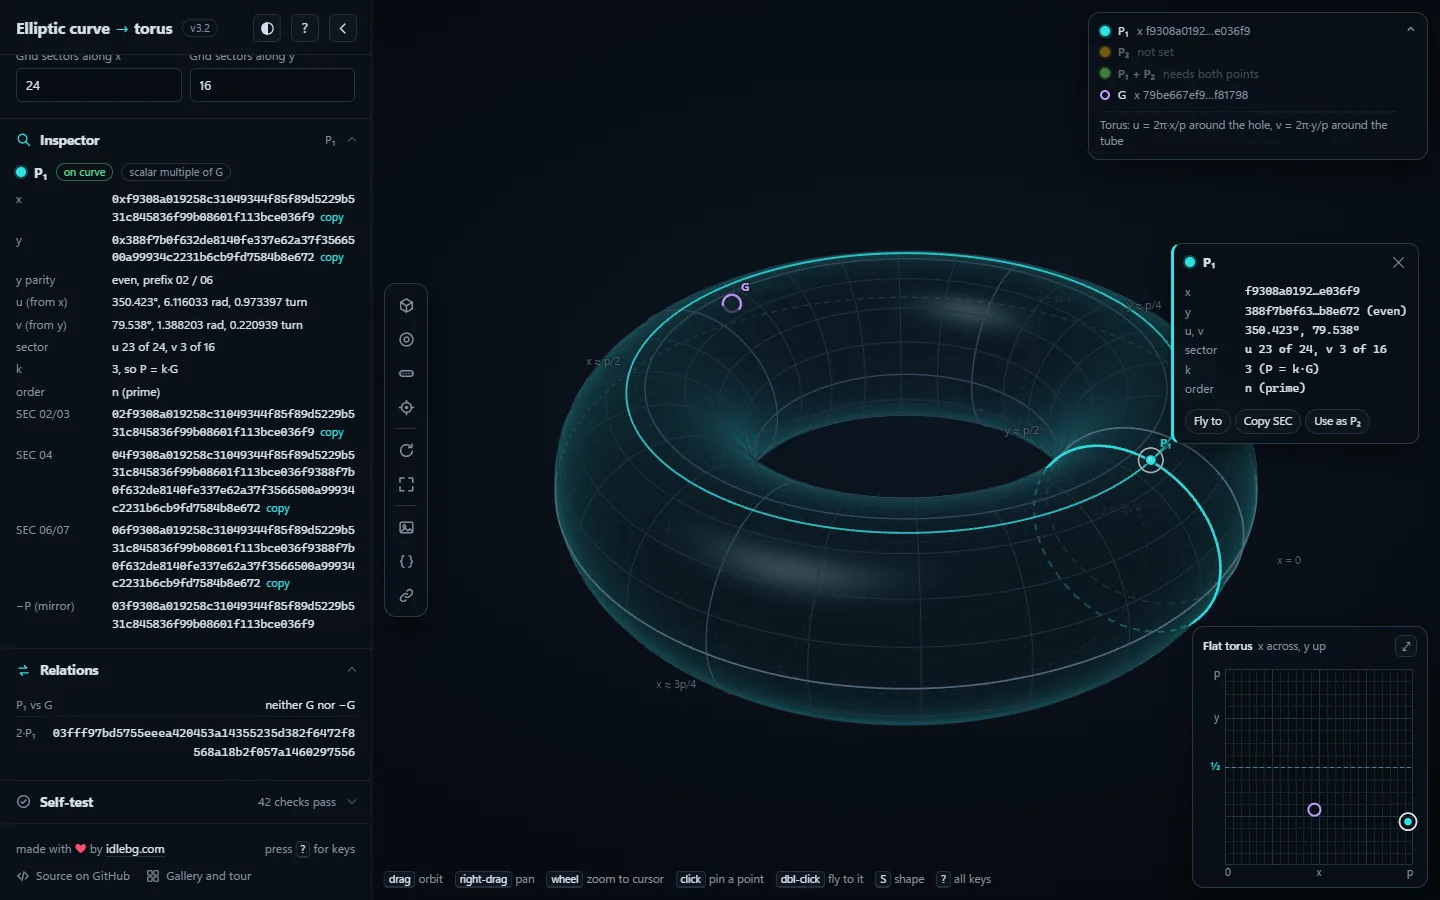 Elliptic curve → torus v3.2
?
Grid sectors along x Grid sectors along y
24 16
Inspector P₁
P₁ on curve scalar multiple of G
x 0xf9308a019258c31049344f85f89d5229b5
31c845836f99b08601f113bce036f9 copy
y 0x388f7b0f632de8140fe337e62a37f35665
00a99934c2231b6cb9fd7584b8e672 copy
y parity even, prefix 02 / 06
u (from x) 350.423°, 6.116033 rad, 0.973397 turn
v (from y) 79.538°, 1.388203 rad, 0.220939 turn
sector u 23 of 24, v 3 of 16
k 3, so P = k·G
order n (prime)
SEC 02/03 02f9308a019258c31049344f85f89d5229b5
31c845836f99b08601f113bce036f9 copy
SEC 04 04f9308a019258c31049344f85f89d5229b5
31c845836f99b08601f113bce036f9388f7b
0f632de8140fe337e62a37f3566500a99934
c2231b6cb9fd7584b8e672 copy
SEC 06/07 06f9308a019258c31049344f85f89d5229b5
31c845836f99b08601f113bce036f9388f7b
0f632de8140fe337e62a37f3566500a99934
c2231b6cb9fd7584b8e672 copy
−P (mirror) 03f9308a019258c31049344f85f89d5229b5
31c845836f99b08601f113bce036f9
Relations
P₁ vs G neither G nor −G
2·P₁ 03fff97bd5755eeea420453a14355235d382f6472f8
568a18b2f057a1460297556
Self-test 42 checks pass
made with ❤ by idlebg.com press ? for keys
Source on GitHub Gallery and tour
P₁ x f9308a0192…e036f9
P₂ not set
P₁ + P₂ needs both points
G x 79be667ef9…f81798
Torus: u = 2π·x/p around the hole, v = 2π·y/p around the
tube
G
x ≈ p/4
y ≈ p/4
x ≈ p/2
y ≈ p/2
P₁
y ≈ 3p/4
x = 0
x ≈ 3p/4
P₁
x f9308a0192…e036f9
y 388f7b0f63…b8e672 (even)
u, v 350.423°, 79.538°
sector u 23 of 24, v 3 of 16
k 3 (P = k·G)
order n (prime)
Fly to Copy SEC Use as P₂
Flat torus x across, y up
p
y
½
0 x p
drag orbit right-drag pan wheel zoom to cursor click pin a point dbl-click fly to it S shape ? all keys